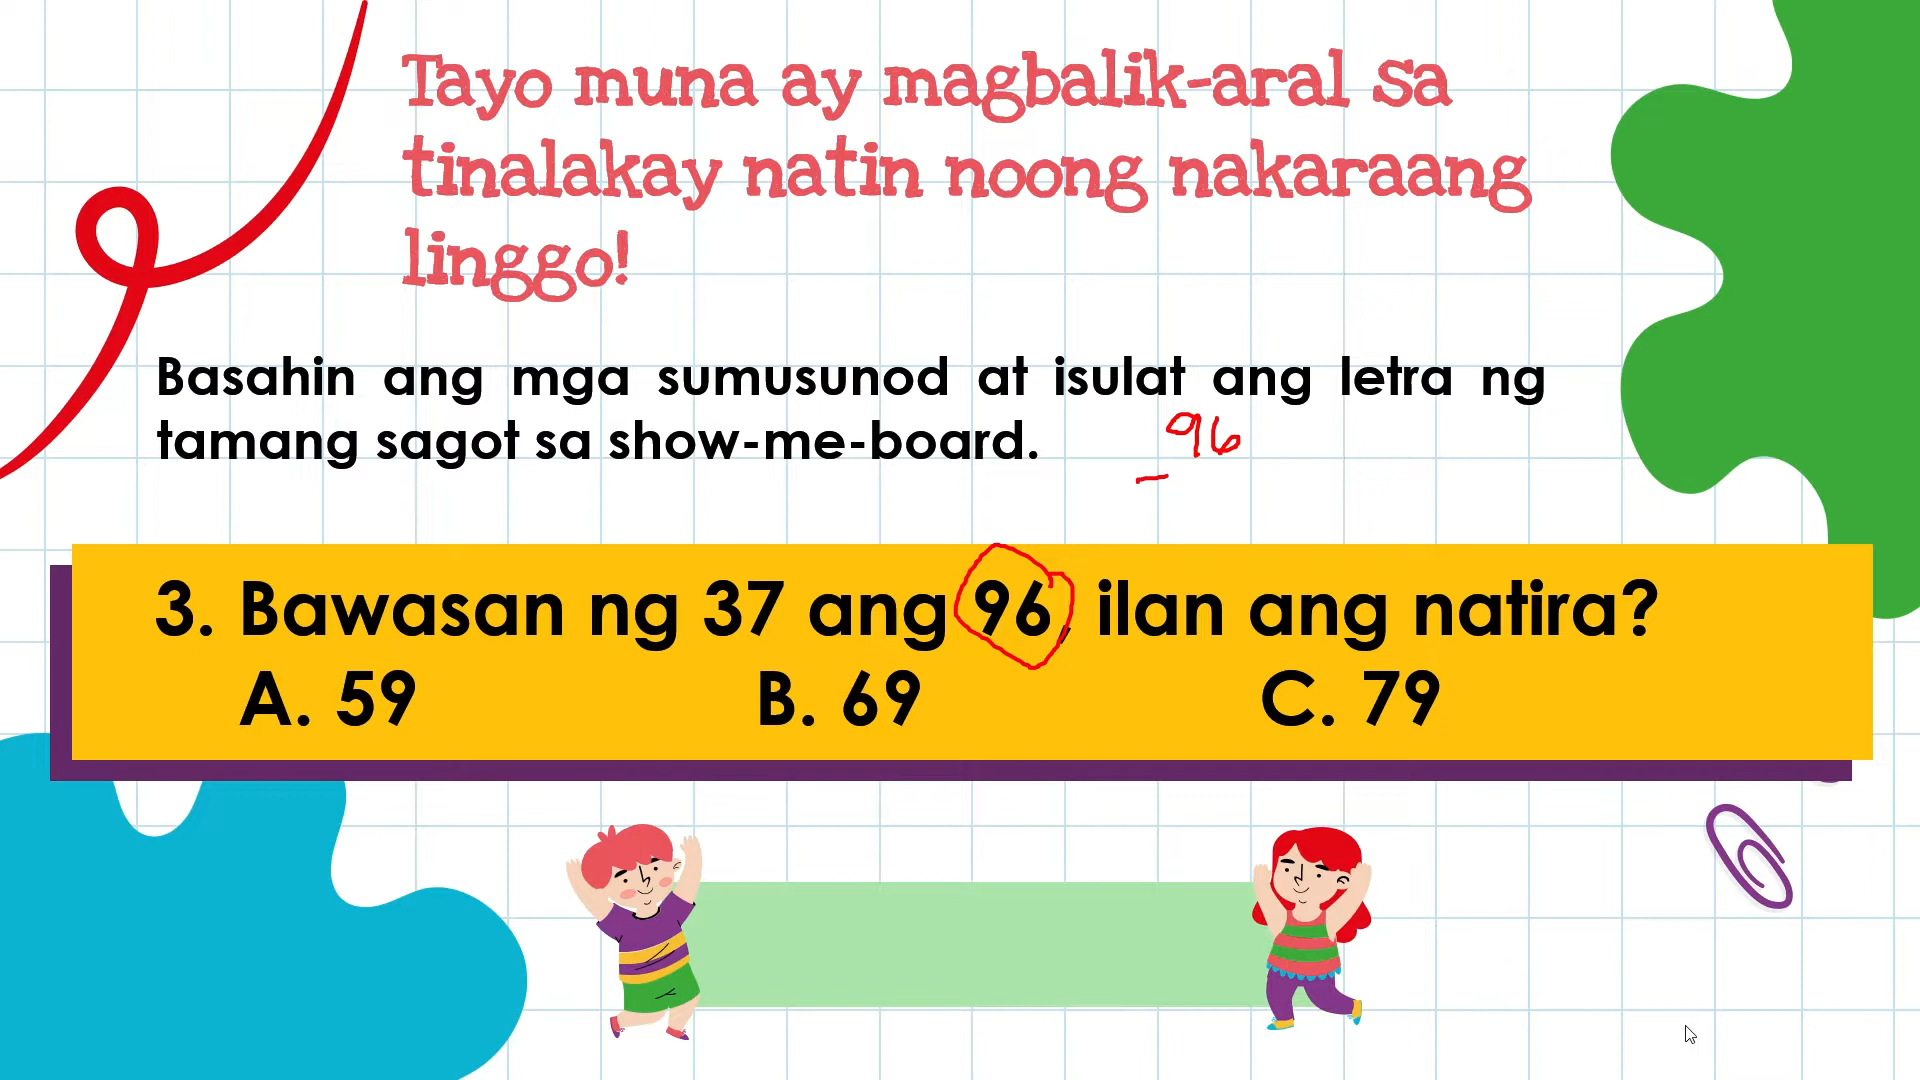 Tayo muna ay magbalik-aral sa
tinalakay natin noong nakaraang
linggo!
Basahin ang mga sumusunod at isulat ang letra ng
tamang sagot sa show-me-board.
96
–
3. Bawasan ng 37 ang 96, ilan ang natira?
A. 59 B. 69 C. 79